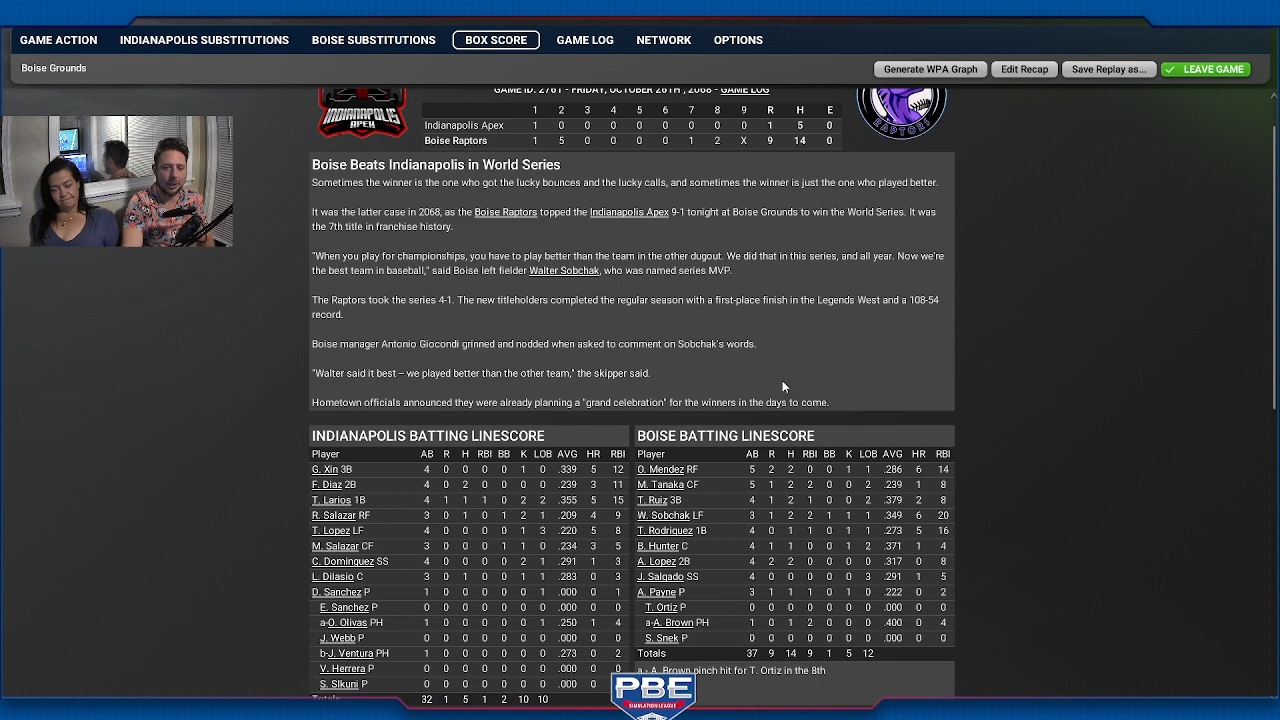 GAME ACTION INDIANAPOLIS SUBSTITUTIONS BOISE SUBSTITUTIONS BOX SCORE GAME LOG NETWORK OPTIONS
Boise Grounds Generate WPA Graph Edit Recap Save Replay as... LEAVE GAME
GAME ID: 2761 - FRIDAY, OCTOBER 26TH, 2068 - GAME LOG
INDIANAPOLIS APEX
RAPTORS
1 2 3 4 5 6 7 8 9 R H E
Indianapolis Apex 1 0 0 0 0 0 0 0 0 1 5 0
Boise Raptors 1 5 0 0 0 0 1 2 X 9 14 0
Boise Beats Indianapolis in World Series
Sometimes the winner is the one who got the lucky bounces and the lucky calls, and sometimes the winner is just the one who played better.
It was the latter case in 2068, as the Boise Raptors topped the Indianapolis Apex 9-1 tonight at Boise Grounds to win the World Series. It was
the 7th title in franchise history.
"When you play for championships, you have to play better than the team in the other dugout. We did that in this series, and all year. Now we're
the best team in baseball," said Boise left fielder Walter Sobchak, who was named series MVP.
The Raptors took the series 4-1. The new titleholders completed the regular season with a first-place finish in the Legends West and a 108-54
record.
Boise manager Antonio Giocondi grinned and nodded when asked to comment on Sobchak's words.
"Walter said it best – we played better than the other team," the skipper said.
Hometown officials announced they were already planning a "grand celebration" for the winners in the days to come.
INDIANAPOLIS BATTING LINESCORE
Player AB R H RBI BB K LOB AVG HR RBI
G. Xin 3B 4 0 0 0 0 1 0 .339 5 12
F. Diaz 2B 4 0 2 0 0 0 0 .239 3 11
T. Larios 1B 4 1 1 1 0 2 2 .355 5 15
R. Salazar RF 3 0 1 0 1 2 1 .209 4 9
T. Lopez LF 4 0 0 0 0 1 3 .220 5 8
M. Salazar CF 3 0 0 0 1 1 0 .234 3 5
C. Dominguez SS 4 0 0 0 0 2 1 .291 1 3
L. Dilasio C 3 0 1 0 0 1 1 .283 0 3
D. Sanchez P 1 0 0 0 0 0 1 .000 0 1
E. Sanchez P 0 0 0 0 0 0 0 .000 0 0
a-O. Olivas PH 1 0 0 0 0 0 1 .250 1 4
J. Webb P 0 0 0 0 0 0 0 .000 0 0
b-J. Ventura PH 1 0 0 0 0 0 0 .273 0 2
V. Herrera P 0 0 0 0 0 0 0 .000 0 0
S. Slkuni P 0 0 0 0 0 0 0 .000 0 0
Totals 32 1 5 1 2 10 10
BOISE BATTING LINESCORE
Player AB R H RBI BB K LOB AVG HR RBI
O. Mendez RF 5 2 2 0 0 1 1 .286 6 14
M. Tanaka CF 5 1 2 2 0 0 2 .239 1 8
T. Ruiz 3B 4 1 2 1 0 0 2 .379 2 8
W. Sobchak LF 3 1 2 2 1 1 1 .349 6 20
T. Rodriguez 1B 4 0 1 1 0 1 1 .273 5 16
B. Hunter C 4 1 1 0 0 1 2 .371 1 4
A. Lopez 2B 4 2 2 0 0 0 0 .317 0 8
J. Salgado SS 4 0 0 0 0 0 3 .291 1 5
A. Payne P 3 1 1 1 0 1 0 .222 0 2
T. Ortiz P 0 0 0 0 0 0 0 .000 0 0
a-A. Brown PH 1 0 1 2 0 0 0 .400 0 4
S. Snek P 0 0 0 0 0 0 0 .000 0 0
Totals 37 9 14 9 1 5 12
a - A. Brown pinch hit for T. Ortiz in the 8th
PBE
SIMULATION LEAGUE